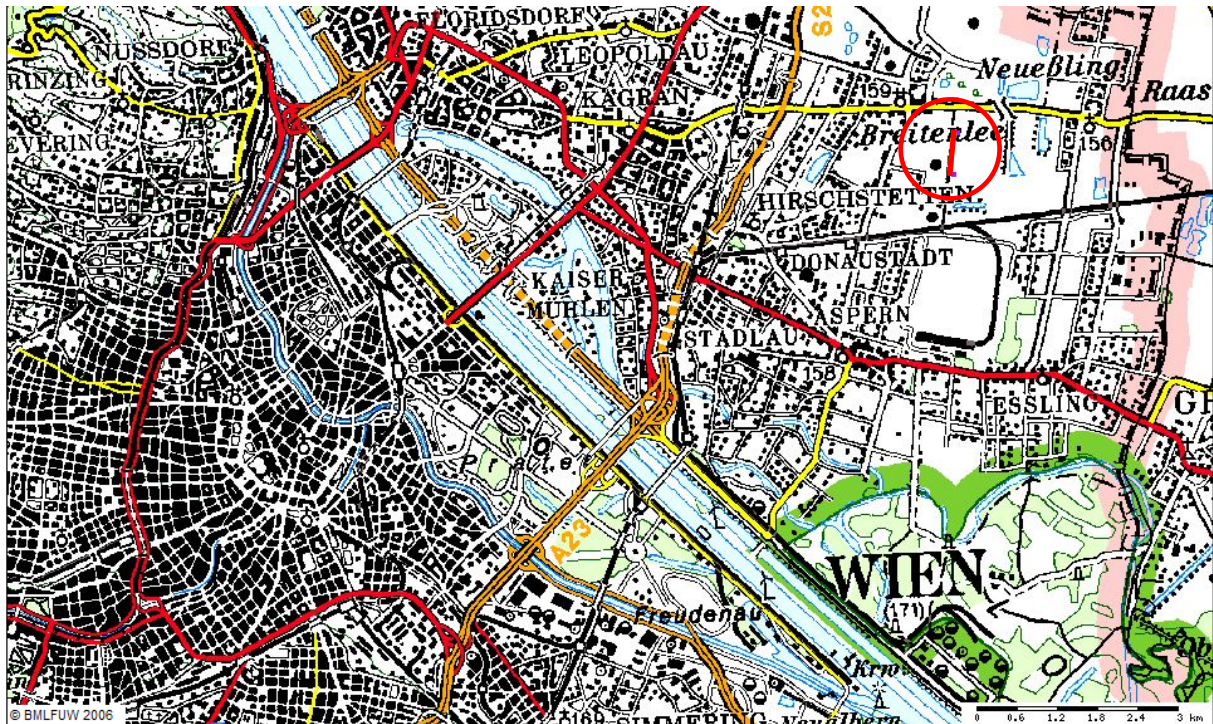 FLORIDSDORF
S2
NUSSDORF
LEOPOLDAU
Neueßling
RINZING
KAGRAN
159
Raas
EVERING
Breitenlee
156
HIRSCHSTETTEN
DONAUSTADT
KAISER
MÜHLEN
ASPERN
STADLAU
158
ESSLING
Prater
A23
WIEN
Freudenau
(171)
Krm
SIMMERING
© BMLFUW 2006
0 0.6 1.2 1.8 2.4 3 km